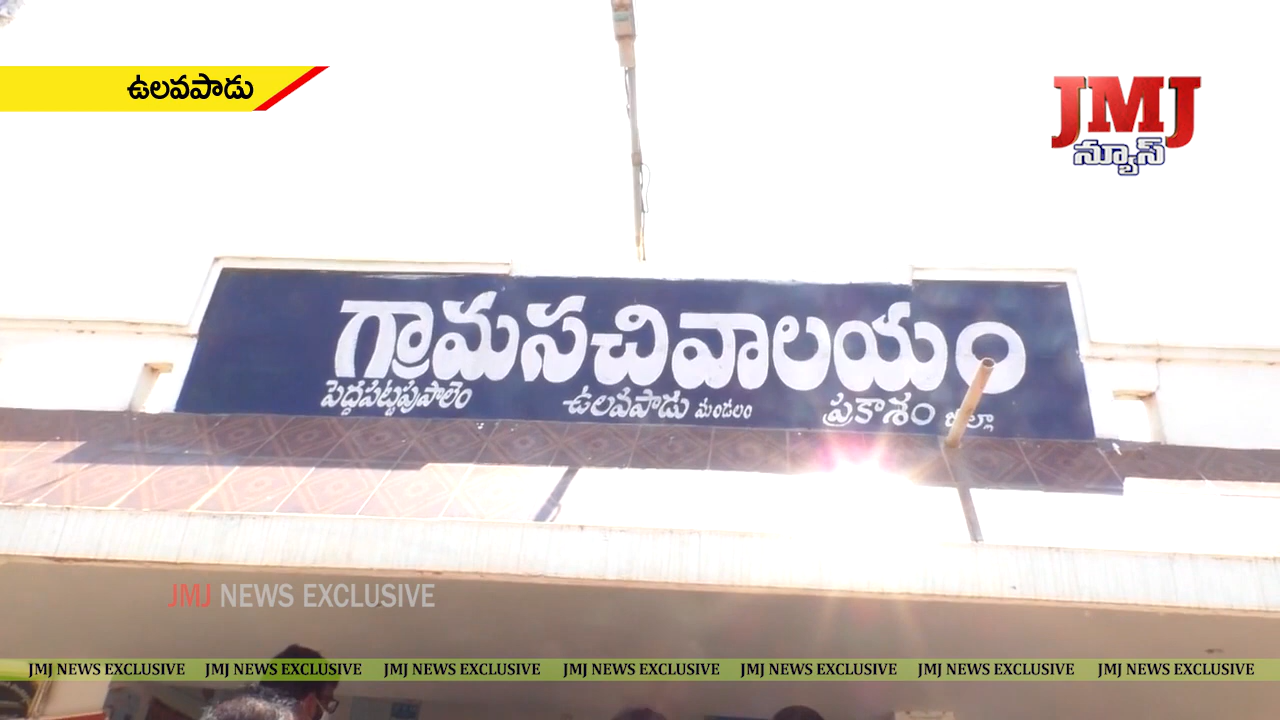 ఉలవపాడు
JMJ
న్యూస్
గ్రామసచివాలయం
పెద్దపట్టపుపాలెం ఉలవపాడు మండలం ప్రకాశం జిల్లా
JMJ NEWS EXCLUSIVE
JMJ NEWS EXCLUSIVE JMJ NEWS EXCLUSIVE JMJ NEWS EXCLUSIVE JMJ NEWS EXCLUSIVE JMJ NEWS EXCLUSIVE JMJ NEWS EXCLUSIVE JMJ NEWS EXCLUSIVE